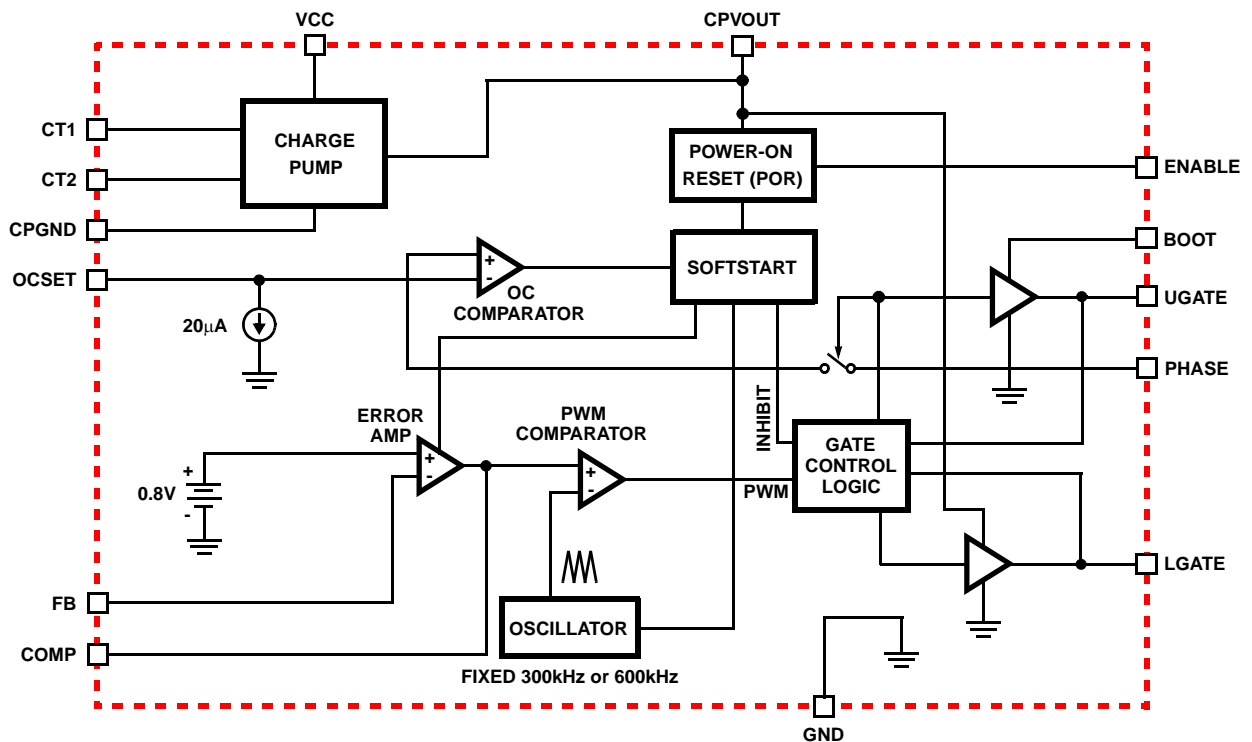 VCC
CPVOUT
CT1
CHARGE
PUMP
CT2
CPGND
POWER-ON
RESET (POR)
ENABLE
BOOT
OCSET
+
-
OC
COMPARATOR
SOFTSTART
UGATE
20µA
PHASE
INHIBIT
ERROR
AMP
PWM
COMPARATOR
GATE
CONTROL
LOGIC
+
0.8V
-
+
-
+
-
PWM
LGATE
FB
OSCILLATOR
COMP
FIXED 300kHz or 600kHz
GND